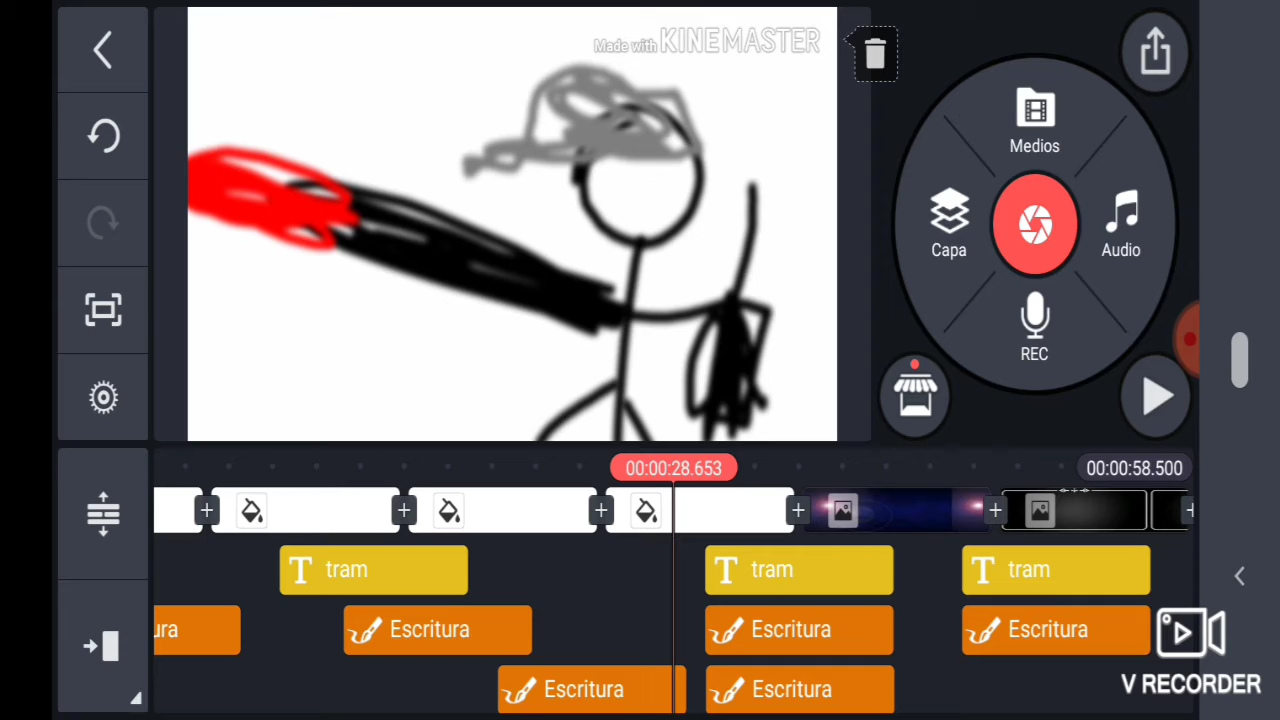 Made with KINEMASTER
Medios
Capa
Audio
REC
00:00:28.653
00:00:58.500
T tram
T tram
T tram
ura
Escritura
Escritura
Escritura
Escritura
Escritura
V RECORDER